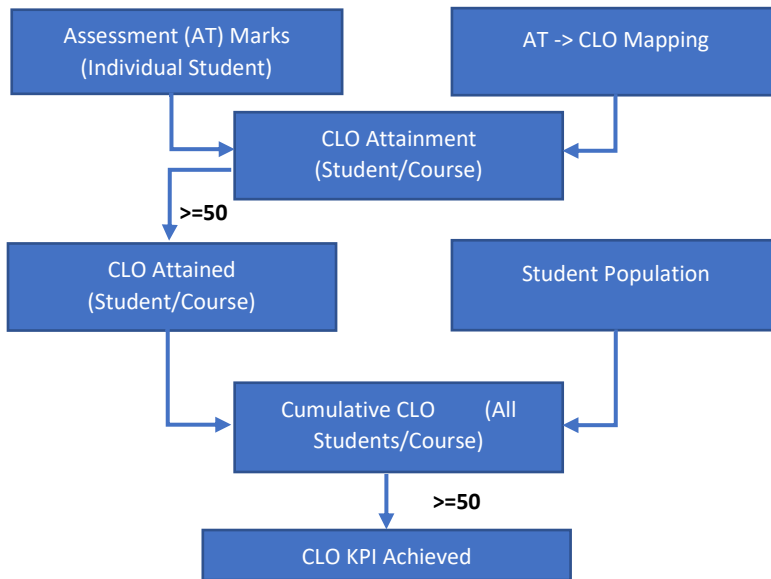 Assessment (AT) Marks
(Individual Student)
AT -> CLO Mapping
CLO Attainment
(Student/Course)
>=50
CLO Attained
(Student/Course)
Student Population
Cumulative CLO (All
Students/Course)
>=50
CLO KPI Achieved